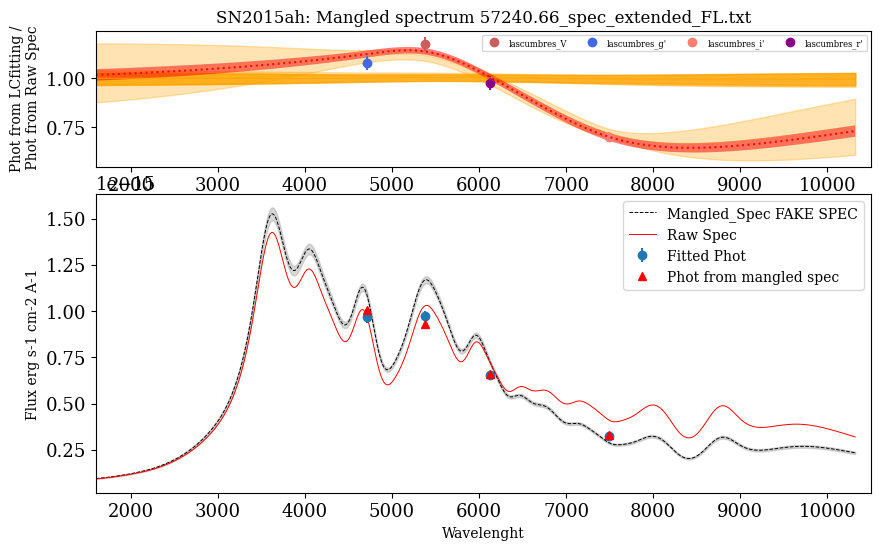 SN2015ah: Mangled spectrum 57240.66_spec_extended_FL.txt
Phot from LCfitting /
Phot from Raw Spec
1.00
0.75
lascumbres_V
lascumbres_g'
lascumbres_i'
lascumbres_r'
2000 3000 4000 5000 6000 7000 8000 9000 10000
1e−15
Flux erg s-1 cm-2 A-1
1.50
1.25
1.00
0.75
0.50
0.25
Mangled_Spec FAKE SPEC
Raw Spec
Fitted Phot
Phot from mangled spec
2000 3000 4000 5000 6000 7000 8000 9000 10000
Wavelenght